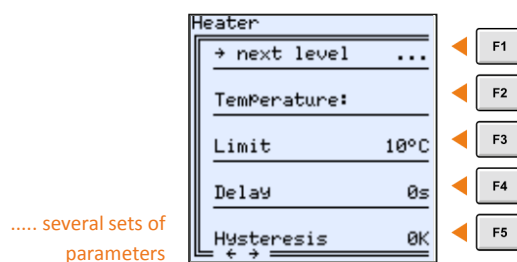 Heater
→ next level ... F1
Temperature: F2
Limit 10°C F3
Delay 0s F4
..... several sets of
parameters
Hysteresis 0K F5
← →